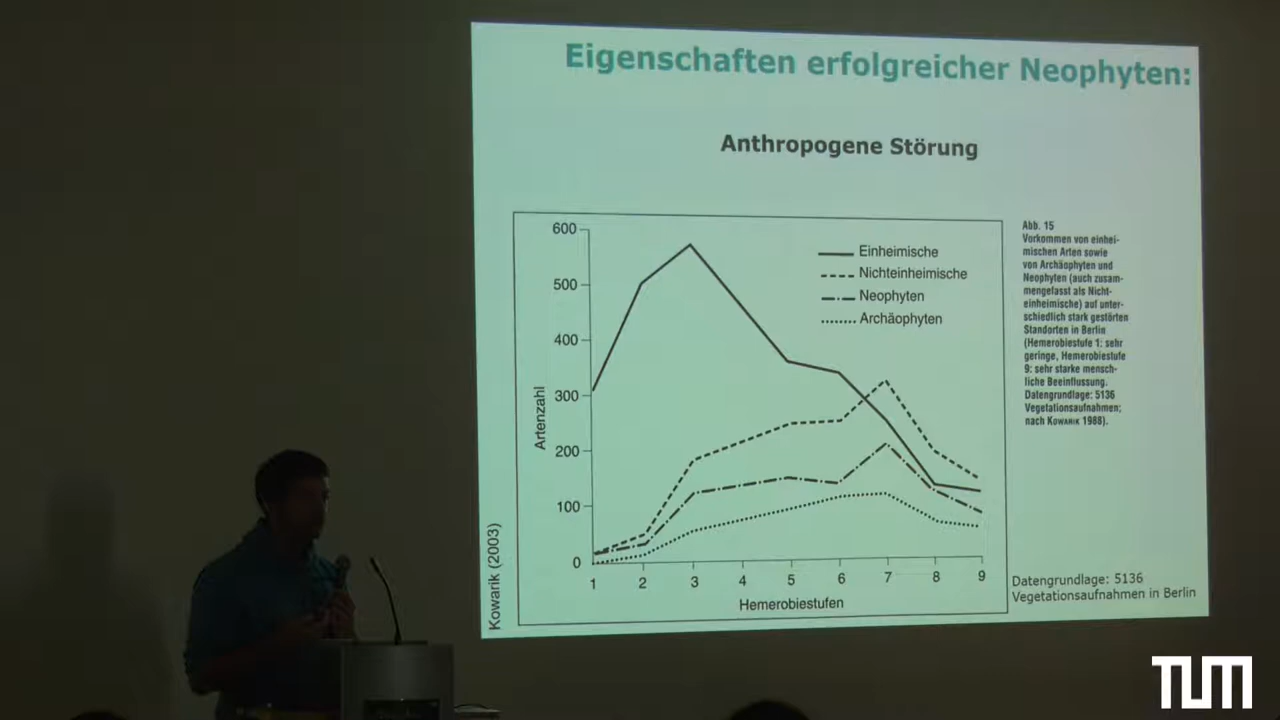 Eigenschaften erfolgreicher Neophyten:
Anthropogene Störung
600
500
400
300
200
100
0
Artenzahl
1 2 3 4 5 6 7 8 9
Hemerobiestufen
Einheimische
Nichteinheimische
Neophyten
Archäophyten
Abb. 15
Vorkommen von einhei-
mischen Arten sowie
von Archäophyten und
Neophyten (auch zusam-
mengefasst als Nicht-
einheimische) auf unter-
schiedlich stark gestörten
Standorten in Berlin
(Hemerobiestufe 1: sehr
geringe, Hemerobiestufe
9: sehr starke mensch-
liche Beeinflussung.
Datengrundlage: 5136
Vegetationsaufnahmen;
nach KOWARIK 1988).
Kowarik (2003)
Datengrundlage: 5136
Vegetationsaufnahmen in Berlin
TUM